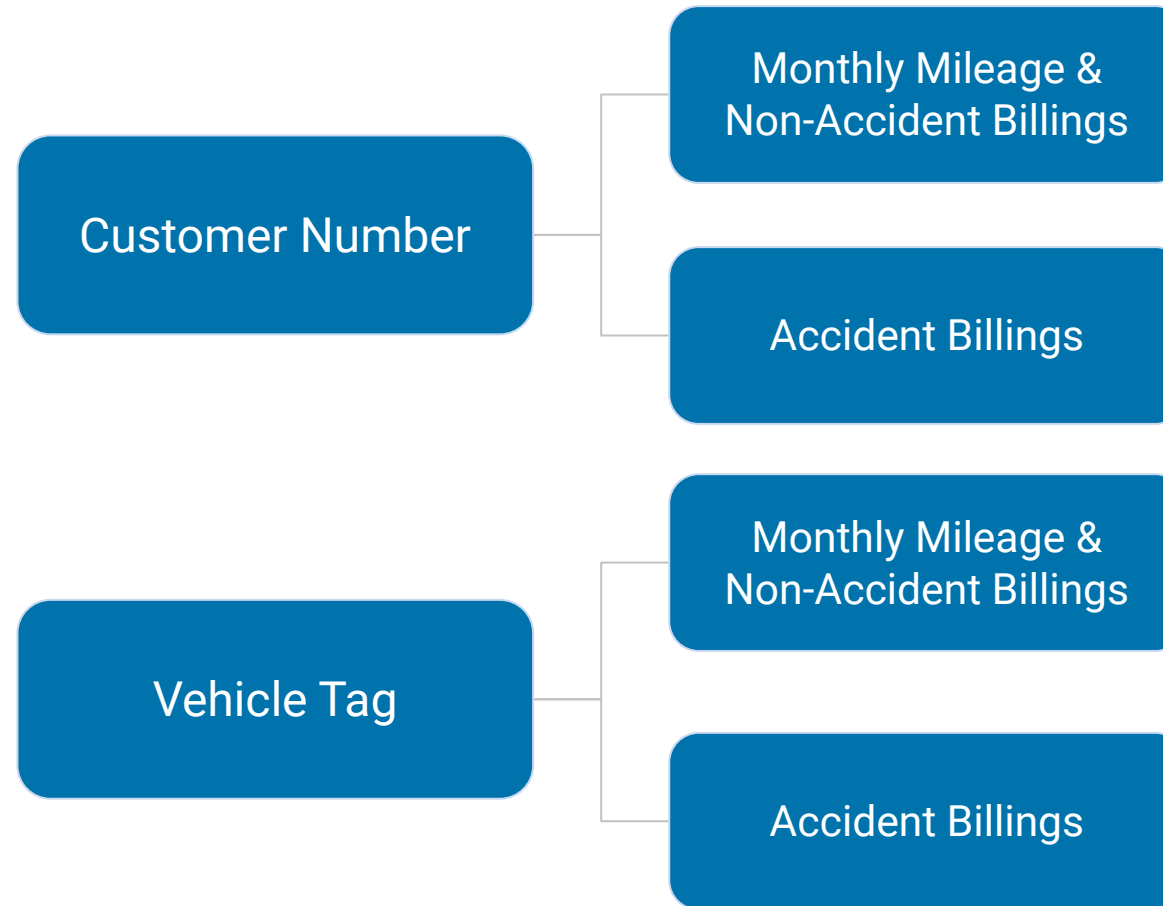 Customer Number
Monthly Mileage &
Non-Accident Billings
Accident Billings
Vehicle Tag
Monthly Mileage &
Non-Accident Billings
Accident Billings